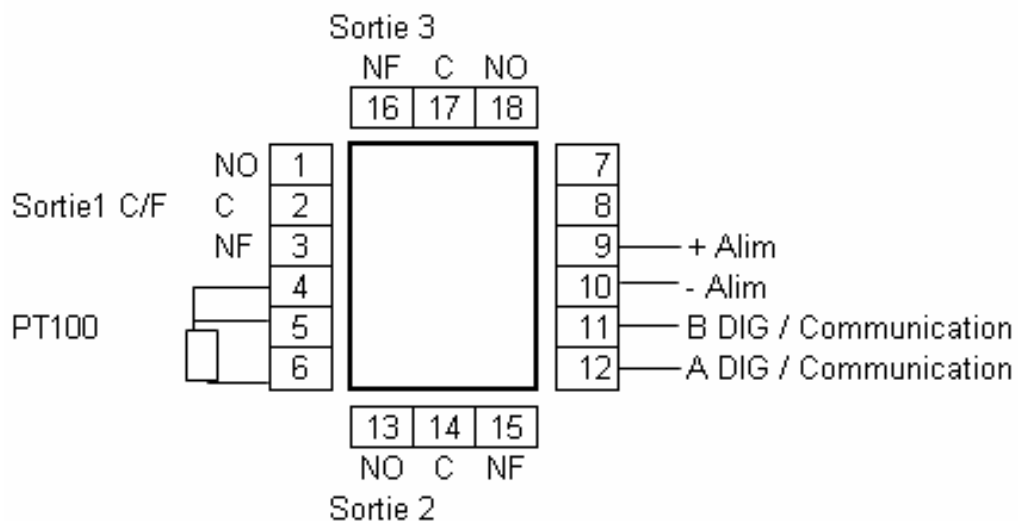 Sortie 3
NF C NO
16 17 18
NO 1 7
Sortie1 C/F C 2 8
NF 3 9 + Alim
4 10 - Alim
PT100 5 11 B DIG / Communication
6 12 A DIG / Communication
13 14 15
NO C NF
Sortie 2